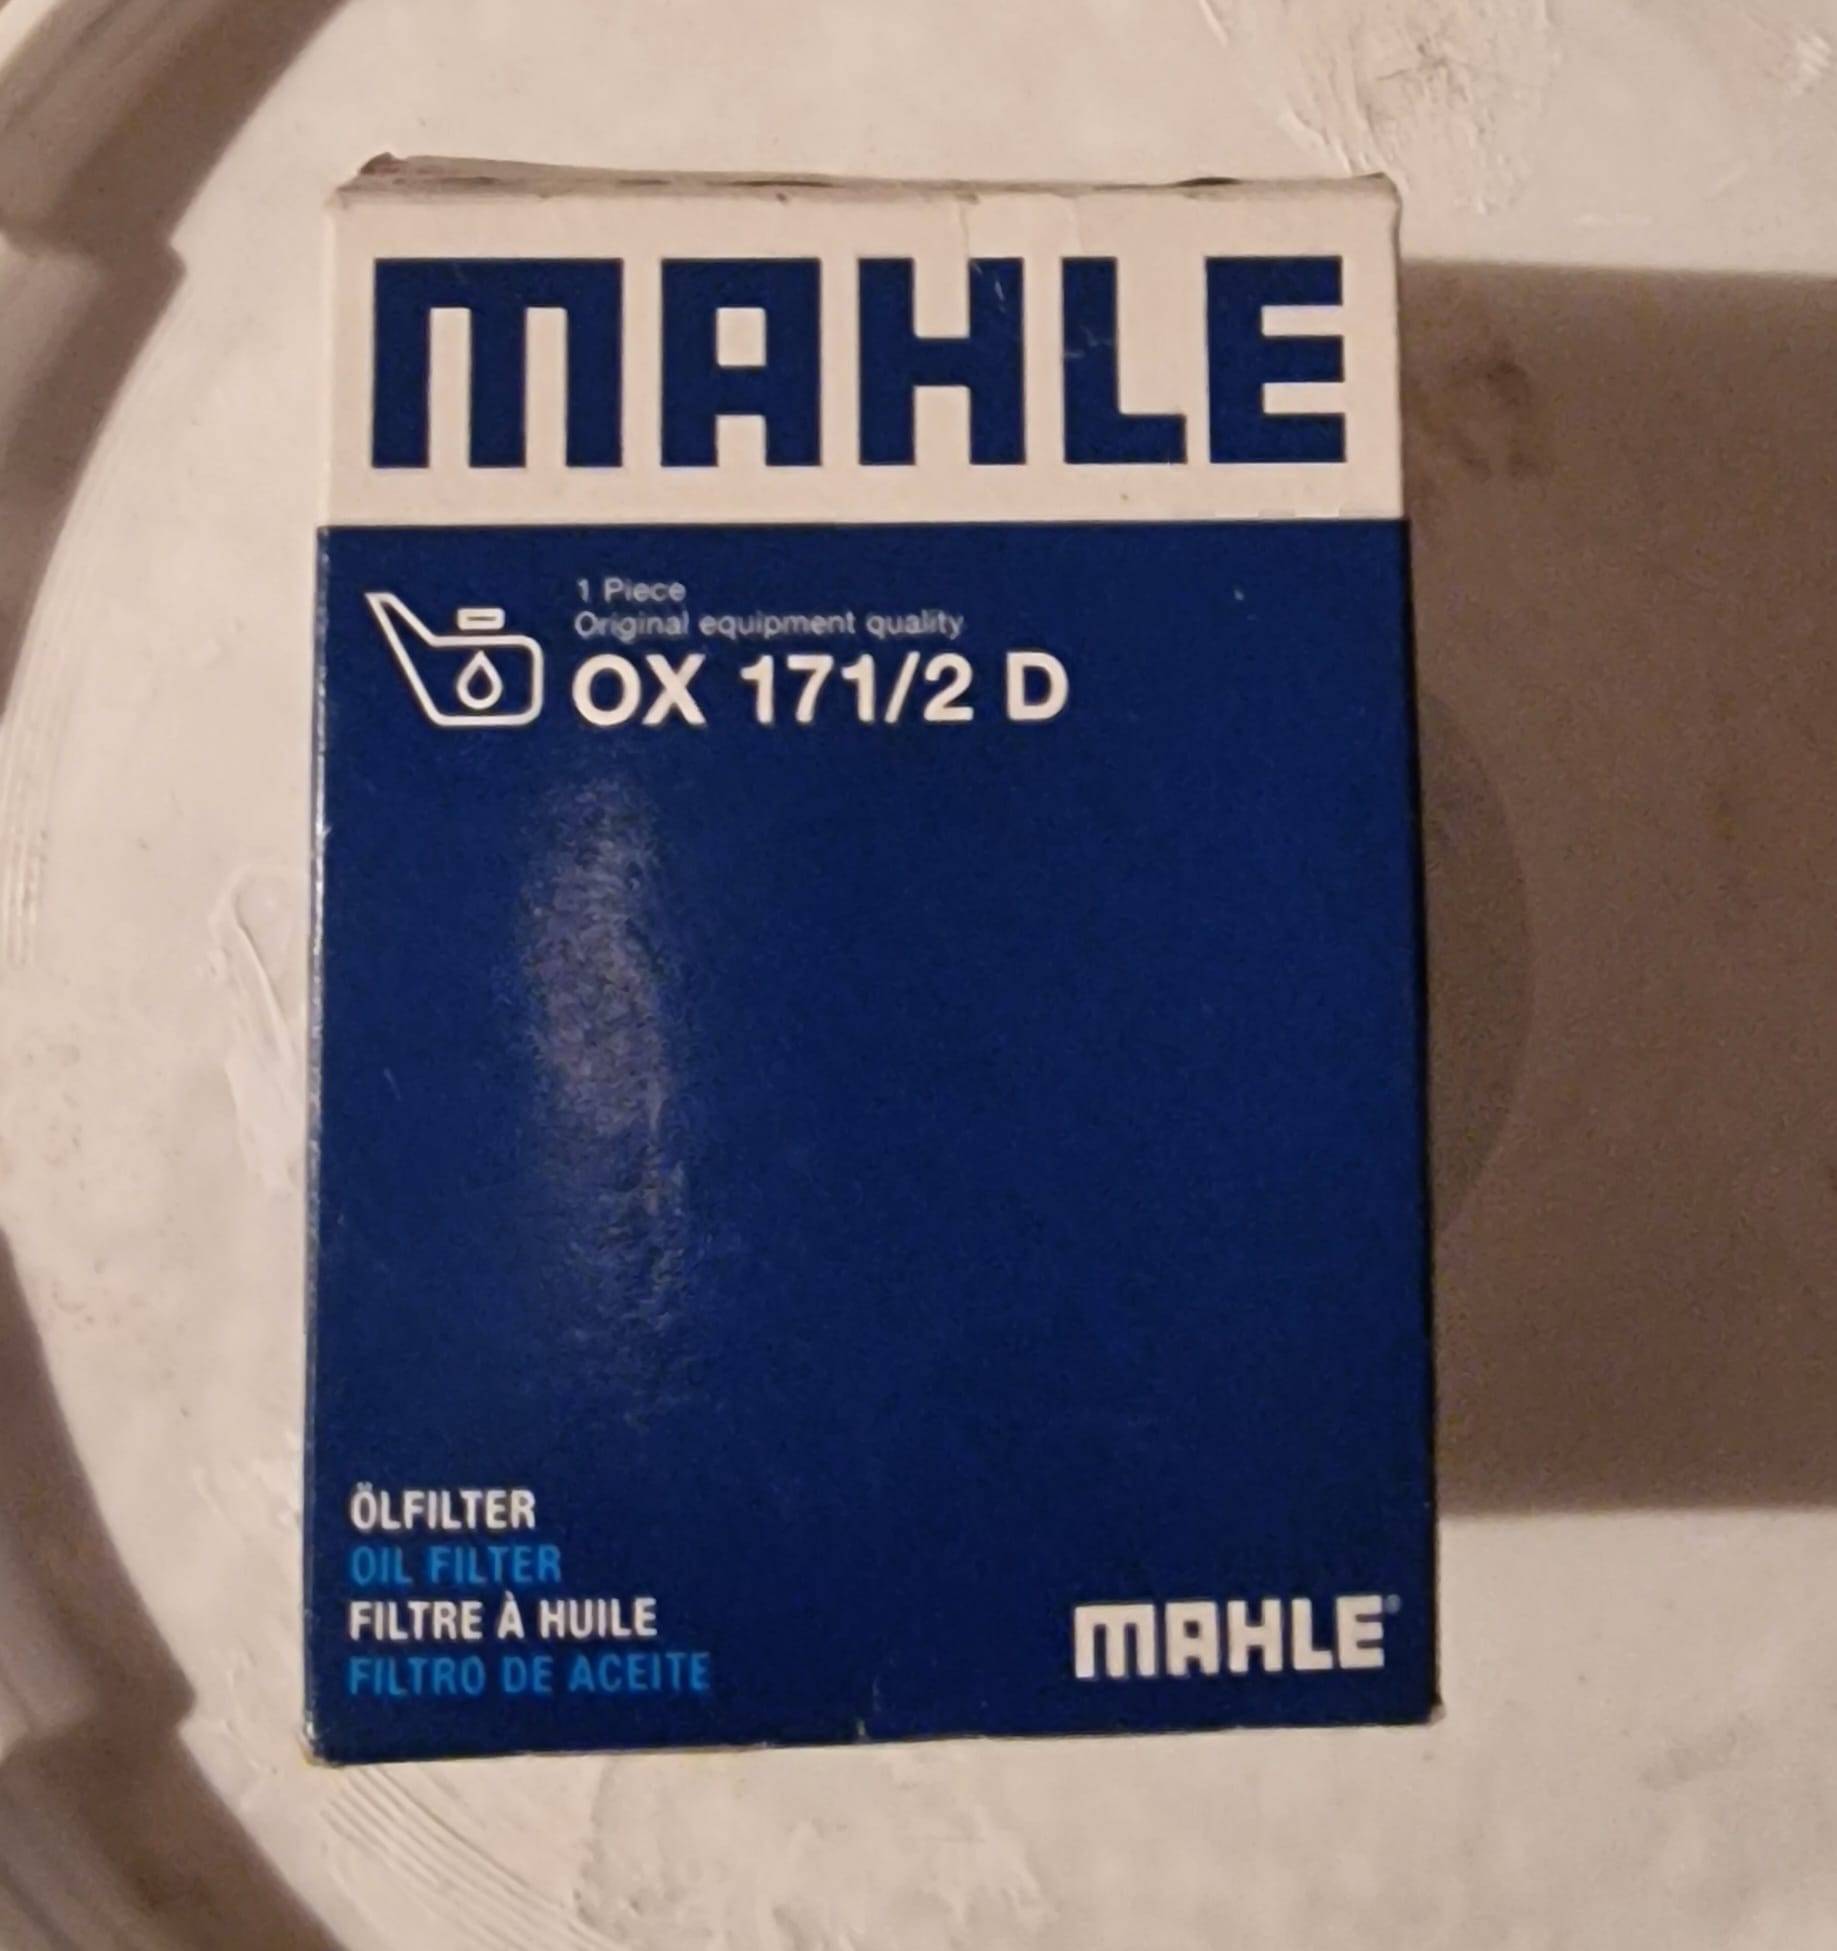 MAHLE
1 Piece
Original equipment quality
OX 171/2 D
ÖLFILTER
OIL FILTER
FILTRE À HUILE
FILTRO DE ACEITE
MAHLE®